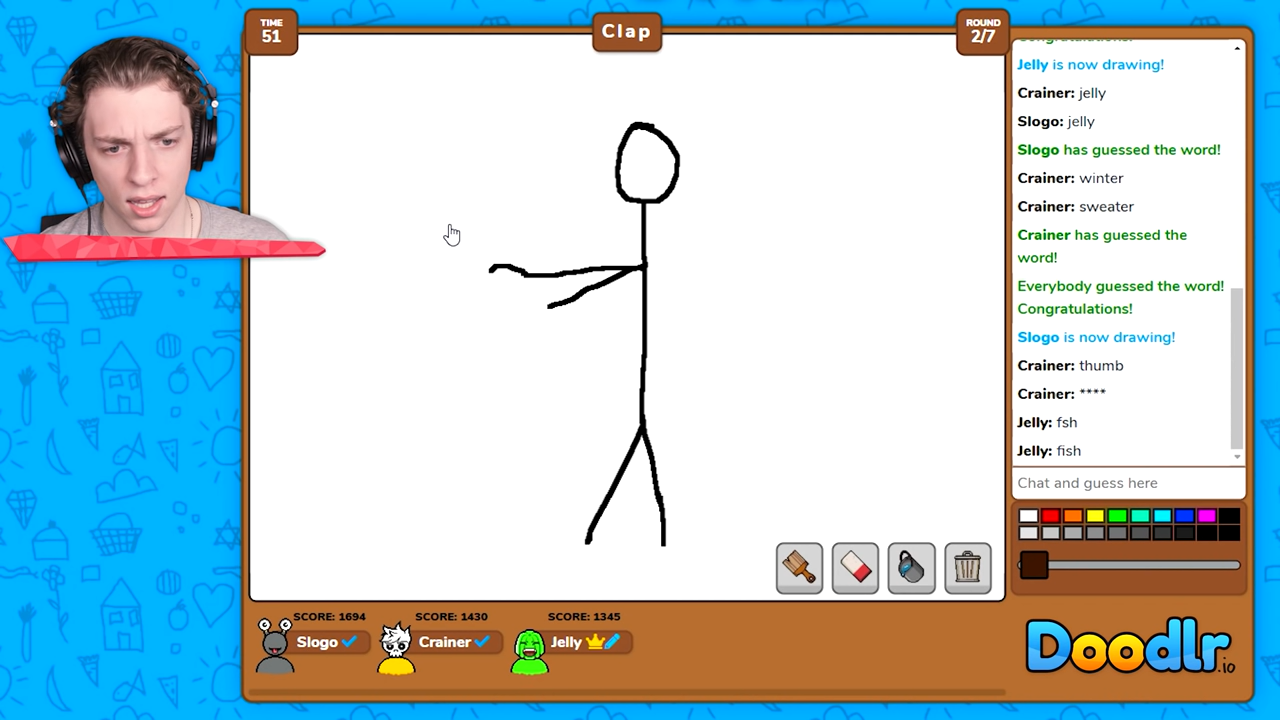 TIME
51
Clap
ROUND
2/7
Congratulations!
Jelly is now drawing!
Crainer: jelly
Slogo: jelly
Slogo has guessed the word!
Crainer: winter
Crainer: sweater
Crainer has guessed the
word!
Everybody guessed the word!
Congratulations!
Slogo is now drawing!
Crainer: thumb
Crainer: ****
Jelly: fsh
Jelly: fish
Chat and guess here
SCORE: 1694
Slogo
SCORE: 1430
Crainer
SCORE: 1345
Jelly
Doodlr.io